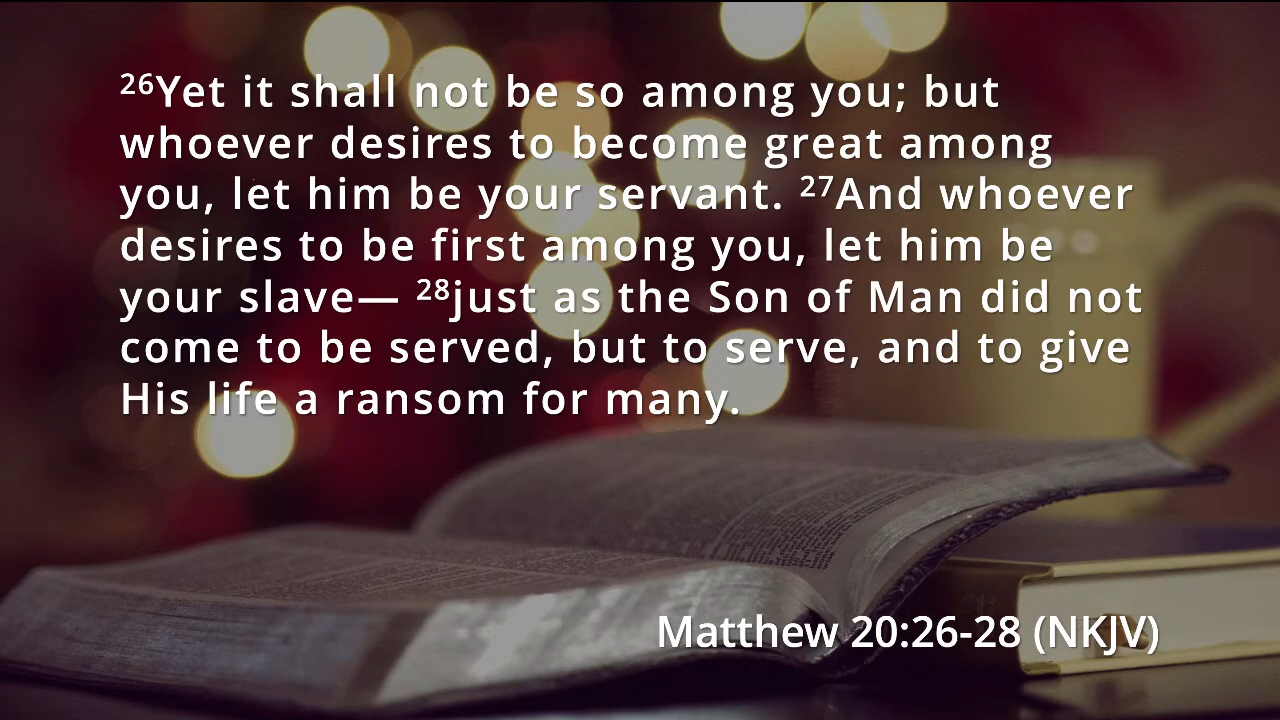 26Yet it shall not be so among you; but
whoever desires to become great among
you, let him be your servant. 27And whoever
desires to be first among you, let him be
your slave— 28just as the Son of Man did not
come to be served, but to serve, and to give
His life a ransom for many.
Matthew 20:26-28 (NKJV)